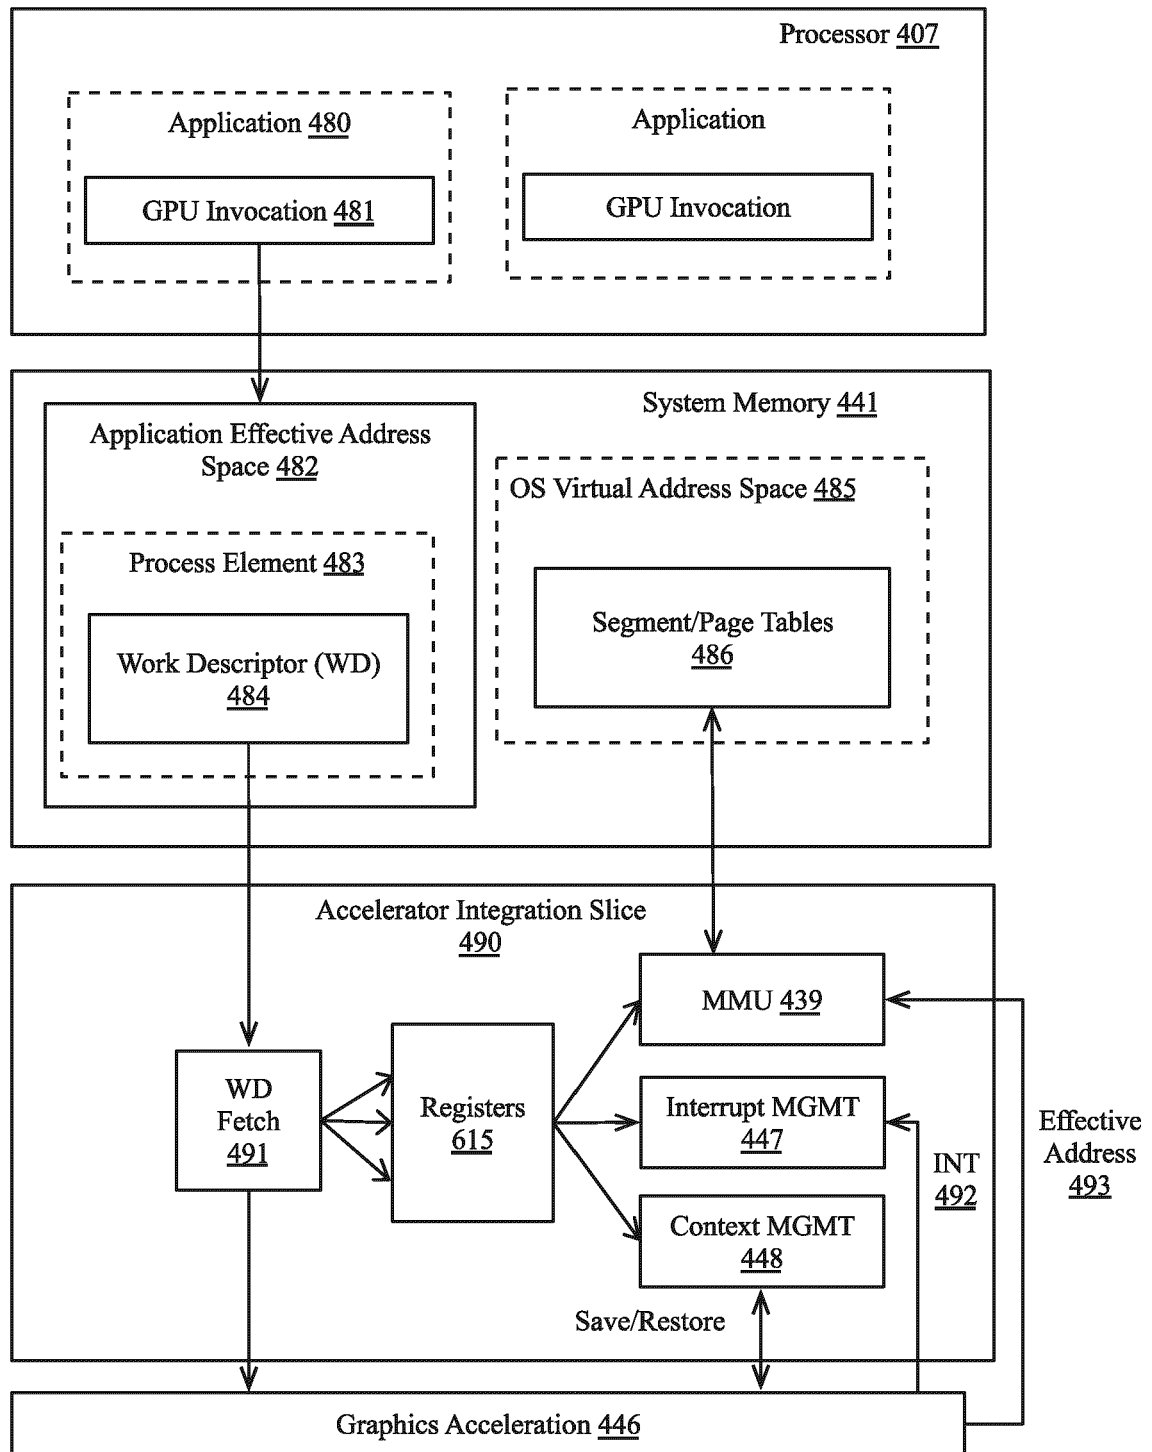 Processor 407
Application 480
GPU Invocation 481
Application
GPU Invocation
System Memory 441
Application Effective Address
Space 482
Process Element 483
Work Descriptor (WD)
484
OS Virtual Address Space 485
Segment/Page Tables
486
Accelerator Integration Slice
490
WD
Fetch
491
Registers
615
MMU 439
Interrupt MGMT
447
Context MGMT
448
Save/Restore
INT
492
Effective
Address
493
Graphics Acceleration 446